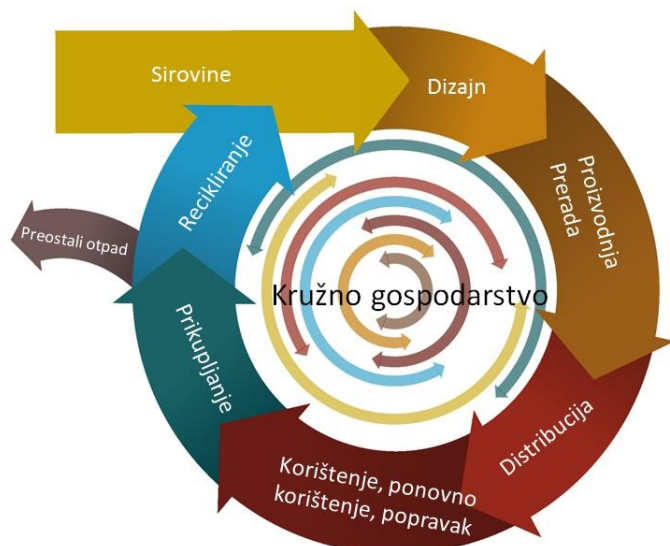 Sirovine
Dizajn
Proizvodnja
Prerada
Distribucija
Korištenje, ponovno
korištenje, popravak
Prikupljanje
Recikliranje
Preostali otpad
Kružno gospodarstvo